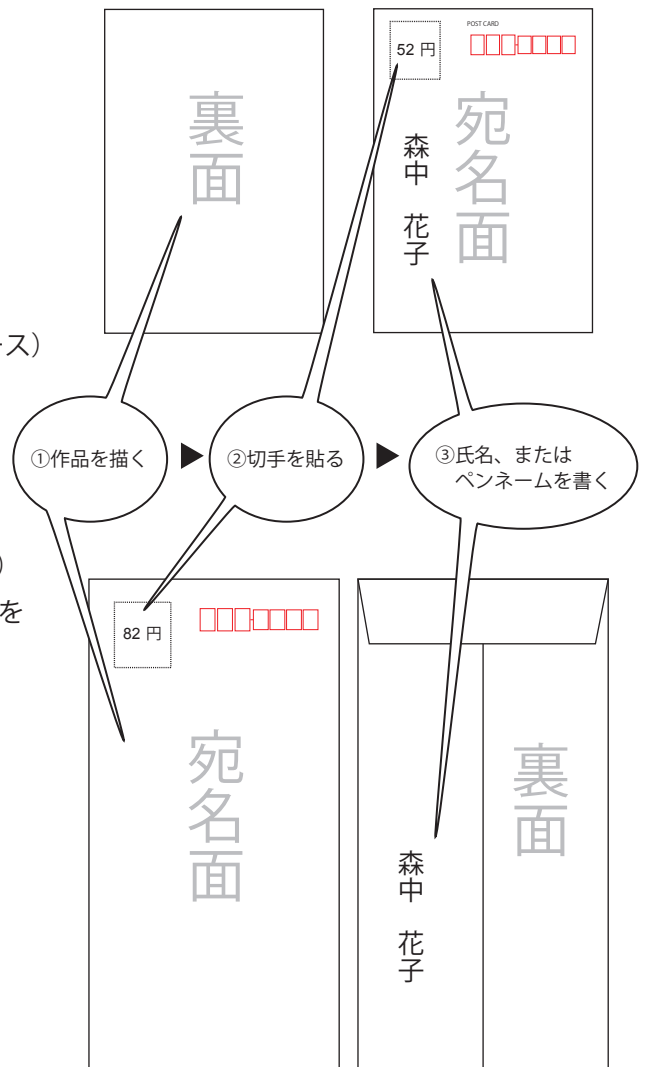 裏面
POST CARD
52 円
宛名面
森中 花子
ース）
①作品を描く
②切手を貼る
③氏名、または
ペンネームを書く
）
を
82 円
宛名面
裏面
森中 花子